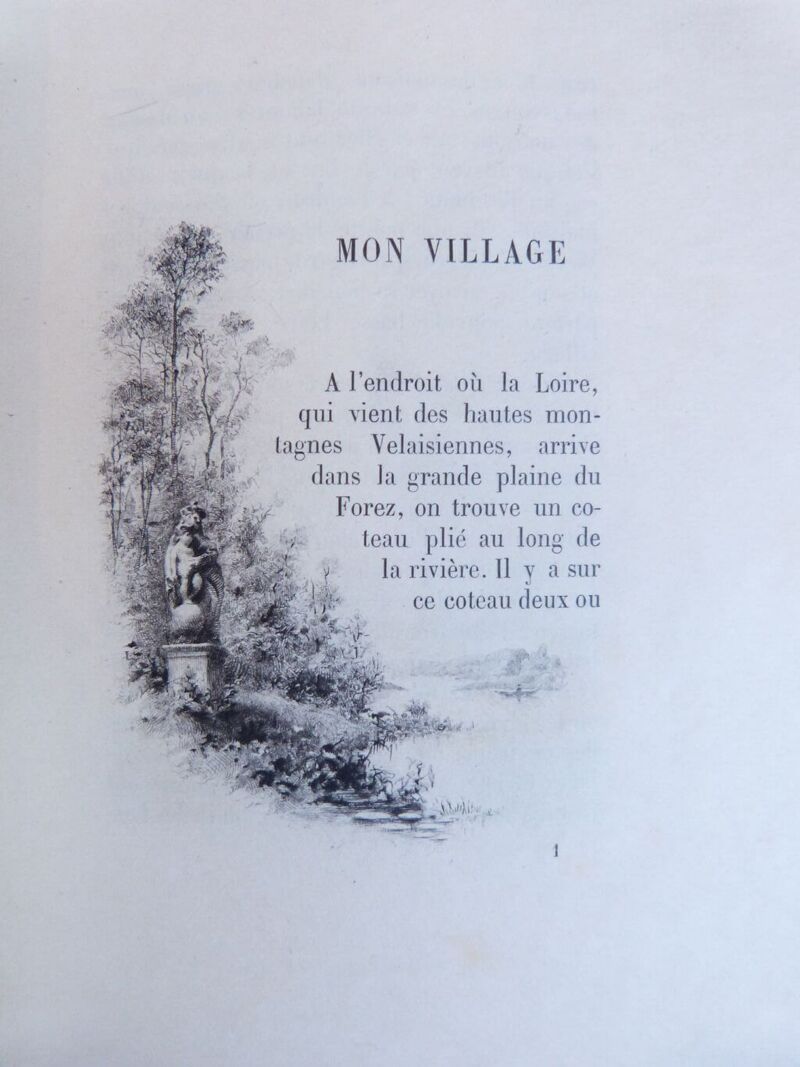 MON VILLAGE
A l'endroit où la Loire,
qui vient des hautes mon-
tagnes Velaisiennes, arrive
dans la grande plaine du
Forez, on trouve un co-
teau plié au long de
la rivière. Il y a sur
ce coteau deux ou
1